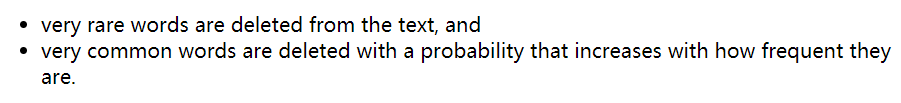 • very rare words are deleted from the text, and
• very common words are deleted with a probability that increases with how frequent they
are.